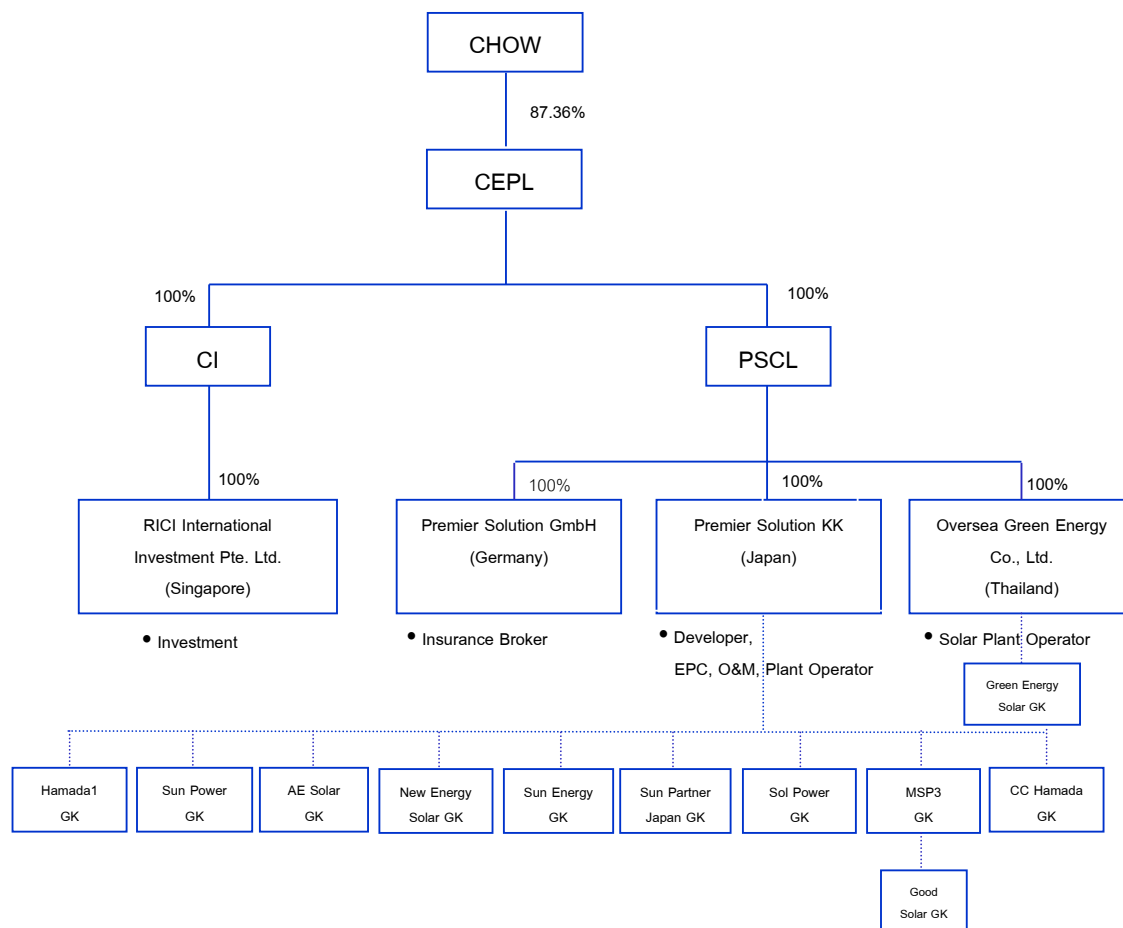 CHOW
87.36%
CEPL
100%
100%
CI
PSCL
100%
100%
100%
100%
RICI International
Investment Pte. Ltd.
(Singapore)
Premier Solution GmbH
(Germany)
Premier Solution KK
(Japan)
Oversea Green Energy
Co., Ltd.
(Thailand)
• Investment
• Insurance Broker
• Developer,
EPC, O&M, Plant Operator
• Solar Plant Operator
Green Energy
Solar GK
Hamada1
GK
Sun Power
GK
AE Solar
GK
New Energy
Solar GK
Sun Energy
GK
Sun Partner
Japan GK
Sol Power
GK
MSP3
GK
CC Hamada
GK
Good
Solar GK